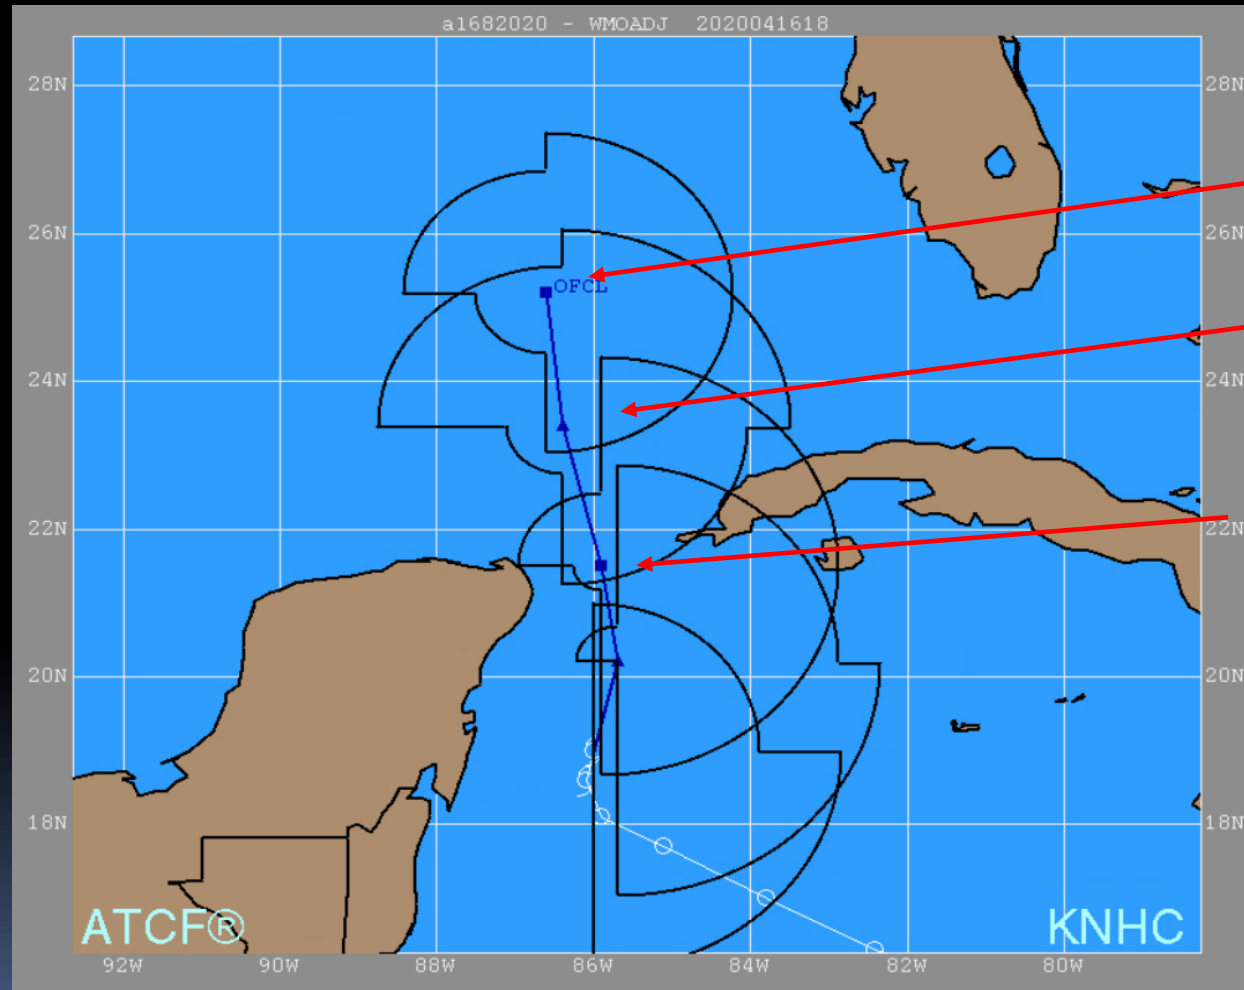 al682020 - WMOADJ 2020041618
28N 28N
26N 26N
OFCL
24N 24N
22N 22N
20N 20N
18N 18N
ATCF® KNHC
92W 90W 88W 86W 84W 82W 80W